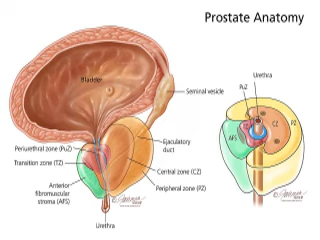 Prostate Anatomy
Bladder
Seminal vesicle
Urethra
PuZ
TZ
CZ
PZ
AFS
Periurethral zone (PuZ)
Transition zone (TZ)
Anterior
fibromuscular
stroma (AFS)
Ejaculatory
duct
Central zone (CZ)
Peripheral zone (PZ)
Urethra